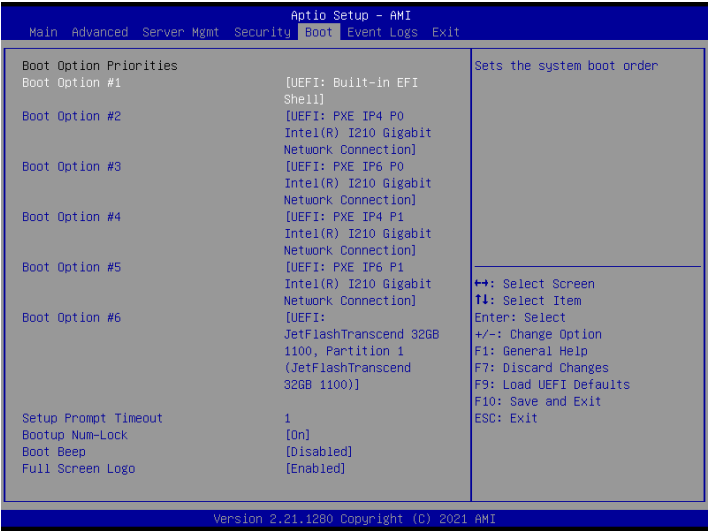 Aptio Setup - AMI
Main Advanced Server Mgmt Security Boot Event Logs Exit
Boot Option Priorities
Boot Option #1 [UEFI: Built-in EFI
Shell]
Boot Option #2 [UEFI: PXE IP4 P0
Intel(R) I210 Gigabit
Network Connection]
Boot Option #3 [UEFI: PXE IP6 P0
Intel(R) I210 Gigabit
Network Connection]
Boot Option #4 [UEFI: PXE IP4 P1
Intel(R) I210 Gigabit
Network Connection]
Boot Option #5 [UEFI: PXE IP6 P1
Intel(R) I210 Gigabit
Network Connection]
Boot Option #6 [UEFI:
JetFlashTranscend 32GB
1100, Partition 1
(JetFlashTranscend
32GB 1100)]
Setup Prompt Timeout 1
Bootup Num-Lock [On]
Boot Beep [Disabled]
Full Screen Logo [Enabled]
Sets the system boot order
↔: Select Screen
↑↓: Select Item
Enter: Select
+/-: Change Option
F1: General Help
F7: Discard Changes
F9: Load UEFI Defaults
F10: Save and Exit
ESC: Exit
Version 2.21.1280 Copyright (C) 2021 AMI